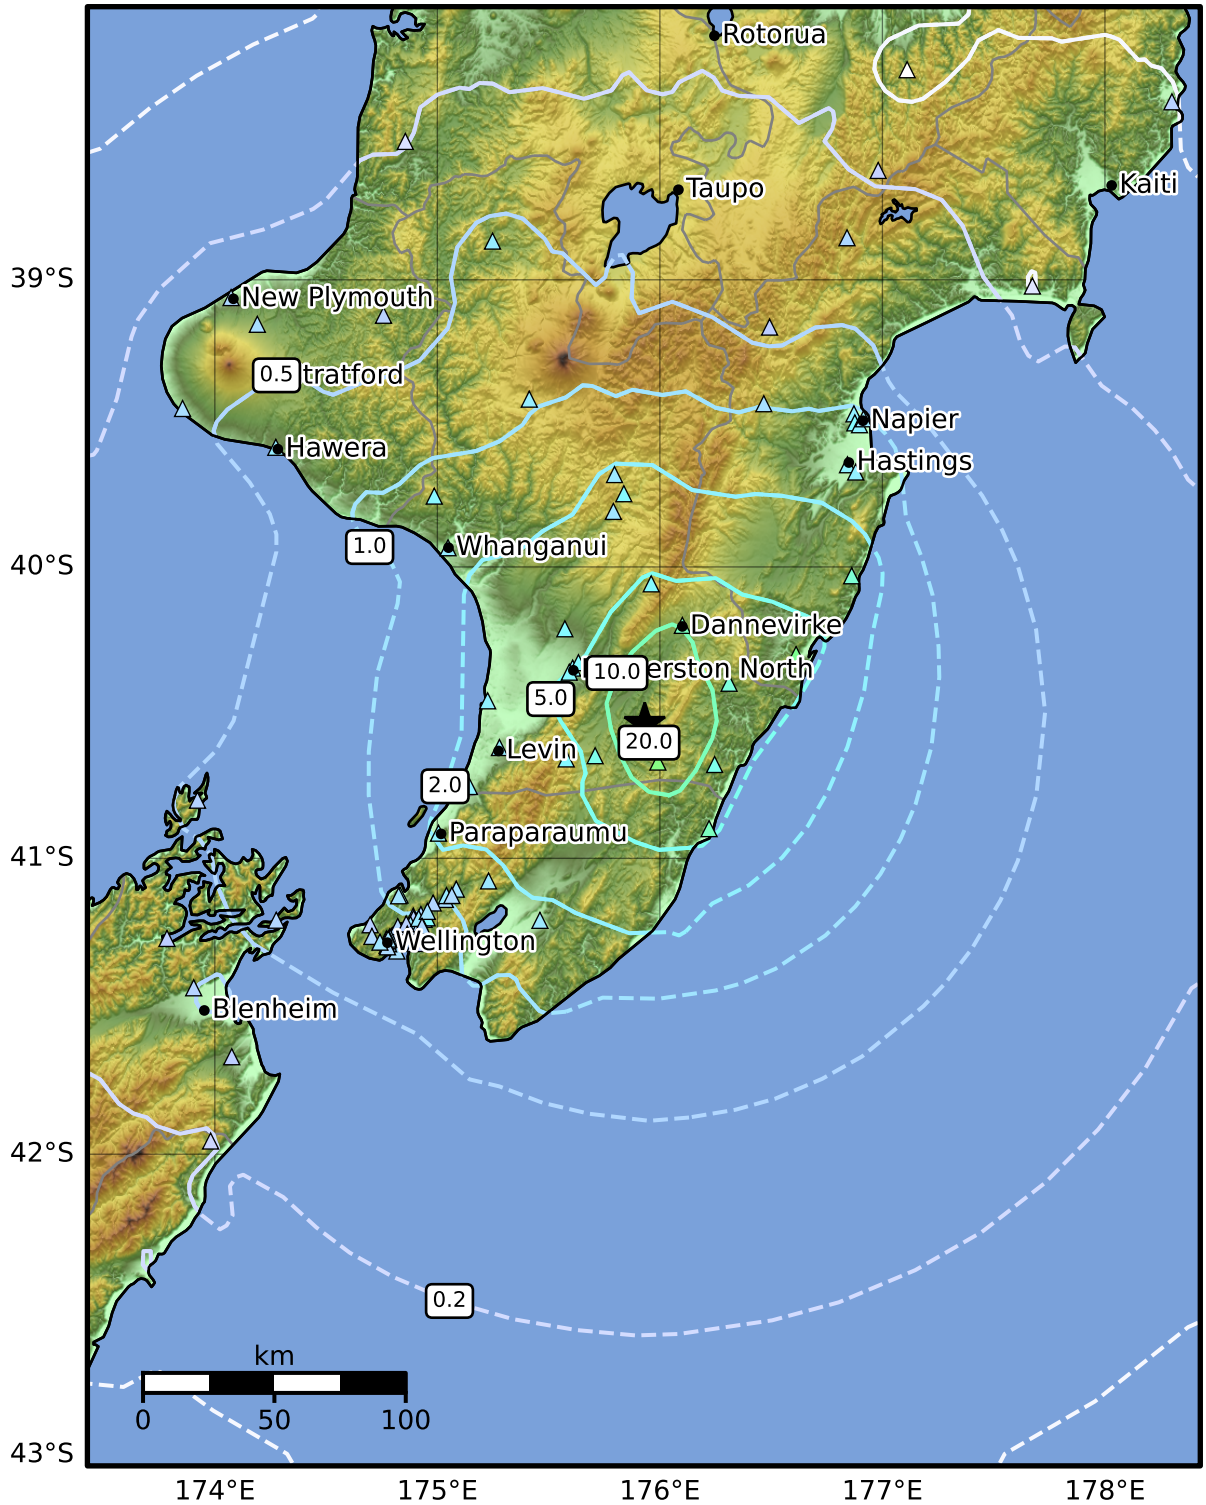 Rotorua
Taupo
Kaiti
39°S
New Plymouth
0.5
tratford
Napier
Hawera
Hastings
1.0
Whanganui
40°S
Dannevirke
10.0
erston North
5.0
20.0
Levin
2.0
Paraparaumu
41°S
Wellington
Blenheim
42°S
0.2
km
0 50 100
43°S
174°E 175°E 176°E 177°E 178°E